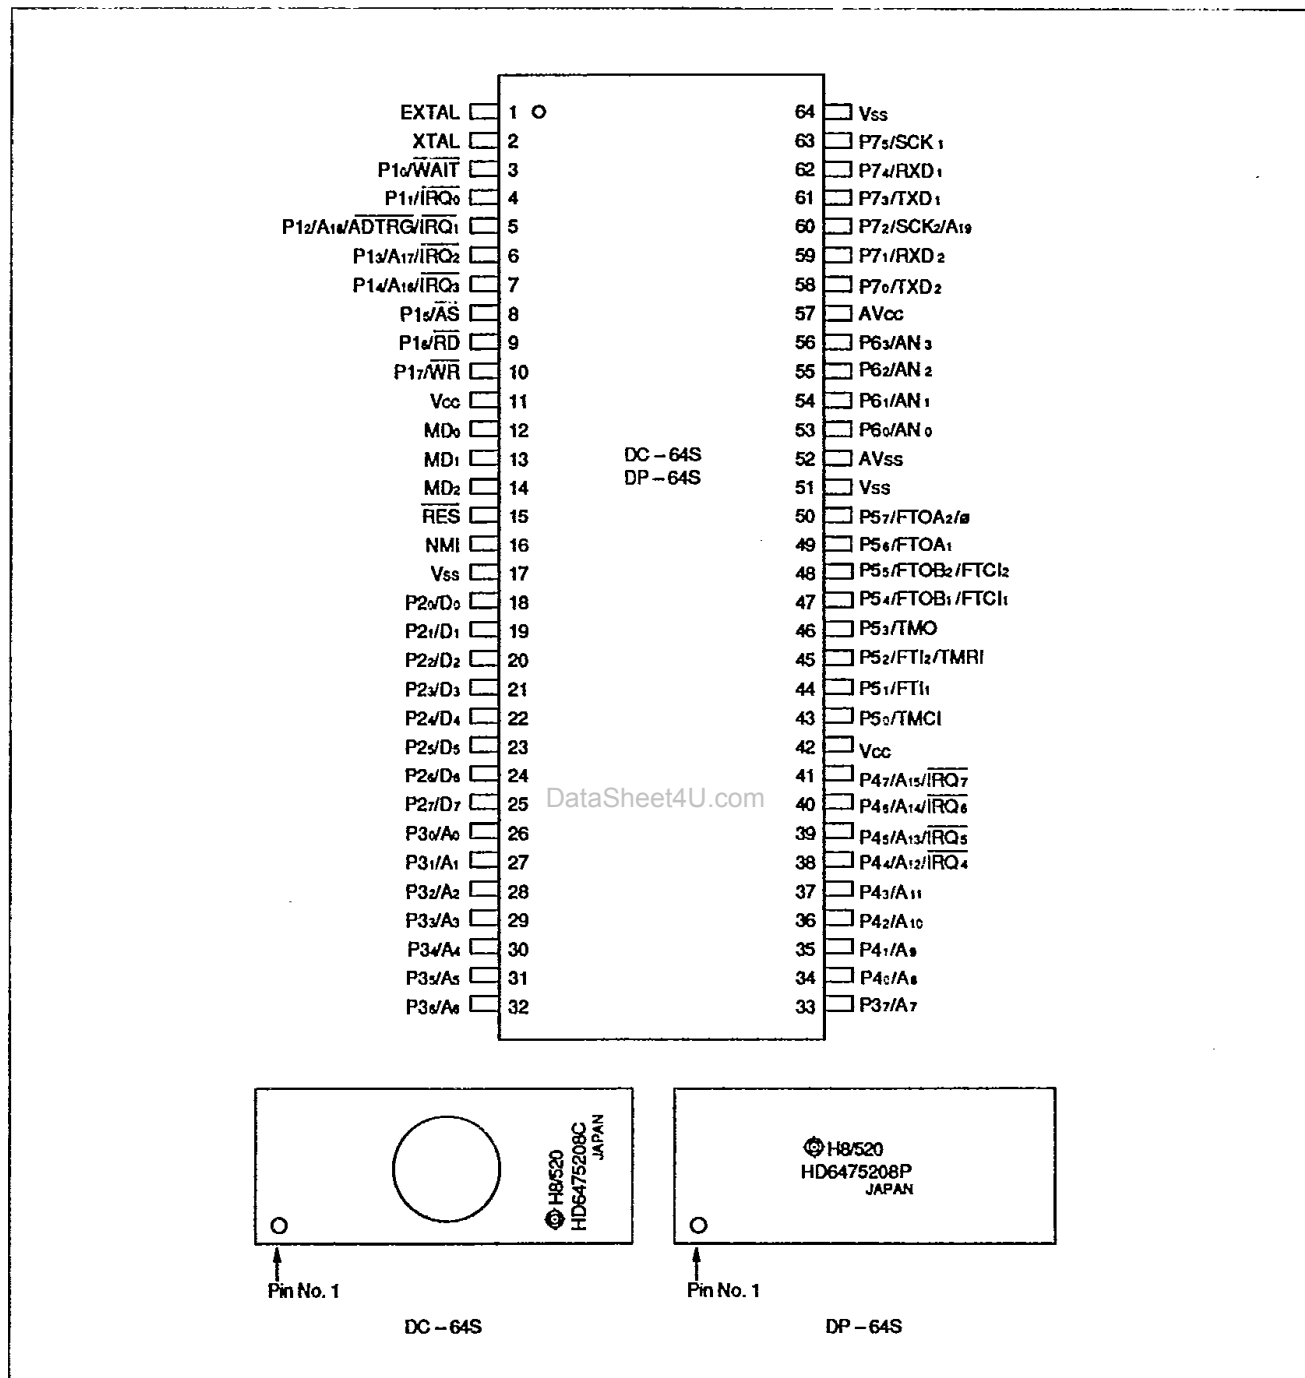 EXTAL 1 64 Vss
XTAL 2 63 P7₅/SCK₁
P1₀/WAIT 3 62 P7₄/RXD₁
P1₁/IRQ₀ 4 61 P7₃/TXD₁
P1₂/A₁₈/ADTRG/IRQ₁ 5 60 P7₂/SCK₂/A₁₉
P1₃/A₁₇/IRQ₂ 6 59 P7₁/RXD₂
P1₄/A₁₆/IRQ₃ 7 58 P7₀/TXD₂
P1₅/AS 8 57 AVcc
P1₆/RD 9 56 P6₃/AN₃
P1₇/WR 10 55 P6₂/AN₂
Vcc 11 54 P6₁/AN₁
MD₀ 12 53 P6₀/AN₀
MD₁ 13 52 AVss
MD₂ 14 51 Vss
RES 15 50 P5₇/FTOA₂/ø
NMI 16 49 P5₆/FTOA₁
Vss 17 48 P5₅/FTOB₂/FTCI₂
P2₀/D₀ 18 47 P5₄/FTOB₁/FTCI₁
P2₁/D₁ 19 46 P5₃/TMO
P2₂/D₂ 20 45 P5₂/FTI₂/TMRI
P2₃/D₃ 21 44 P5₁/FTI₁
P2₄/D₄ 22 43 P5₀/TMCI
P2₅/D₅ 23 42 Vcc
P2₆/D₆ 24 41 P4₇/A₁₅/IRQ₇
P2₇/D₇ 25 40 P4₆/A₁₄/IRQ₆
P3₀/A₀ 26 39 P4₅/A₁₃/IRQ₅
P3₁/A₁ 27 38 P4₄/A₁₂/IRQ₄
P3₂/A₂ 28 37 P4₃/A₁₁
P3₃/A₃ 29 36 P4₂/A₁₀
P3₄/A₄ 30 35 P4₁/A₉
P3₅/A₅ 31 34 P4₀/A₈
P3₆/A₆ 32 33 P3₇/A₇
DC – 64S
DP – 64S
DataSheet4U.com
H8/520
HD6475208C
JAPAN
Pin No. 1
DC – 64S
H8/520
HD6475208P
JAPAN
Pin No. 1
DP – 64S